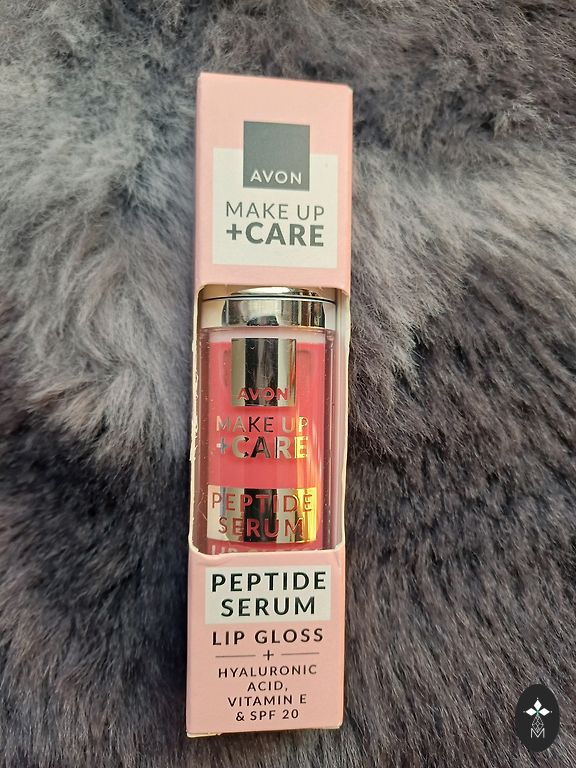 AVON
MAKE UP
+CARE
AVON
MAKE UP
+CARE
PEPTIDE
SERUM
PEPTIDE
SERUM
LIP GLOSS
+
HYALURONIC
ACID,
VITAMIN E
& SPF 20